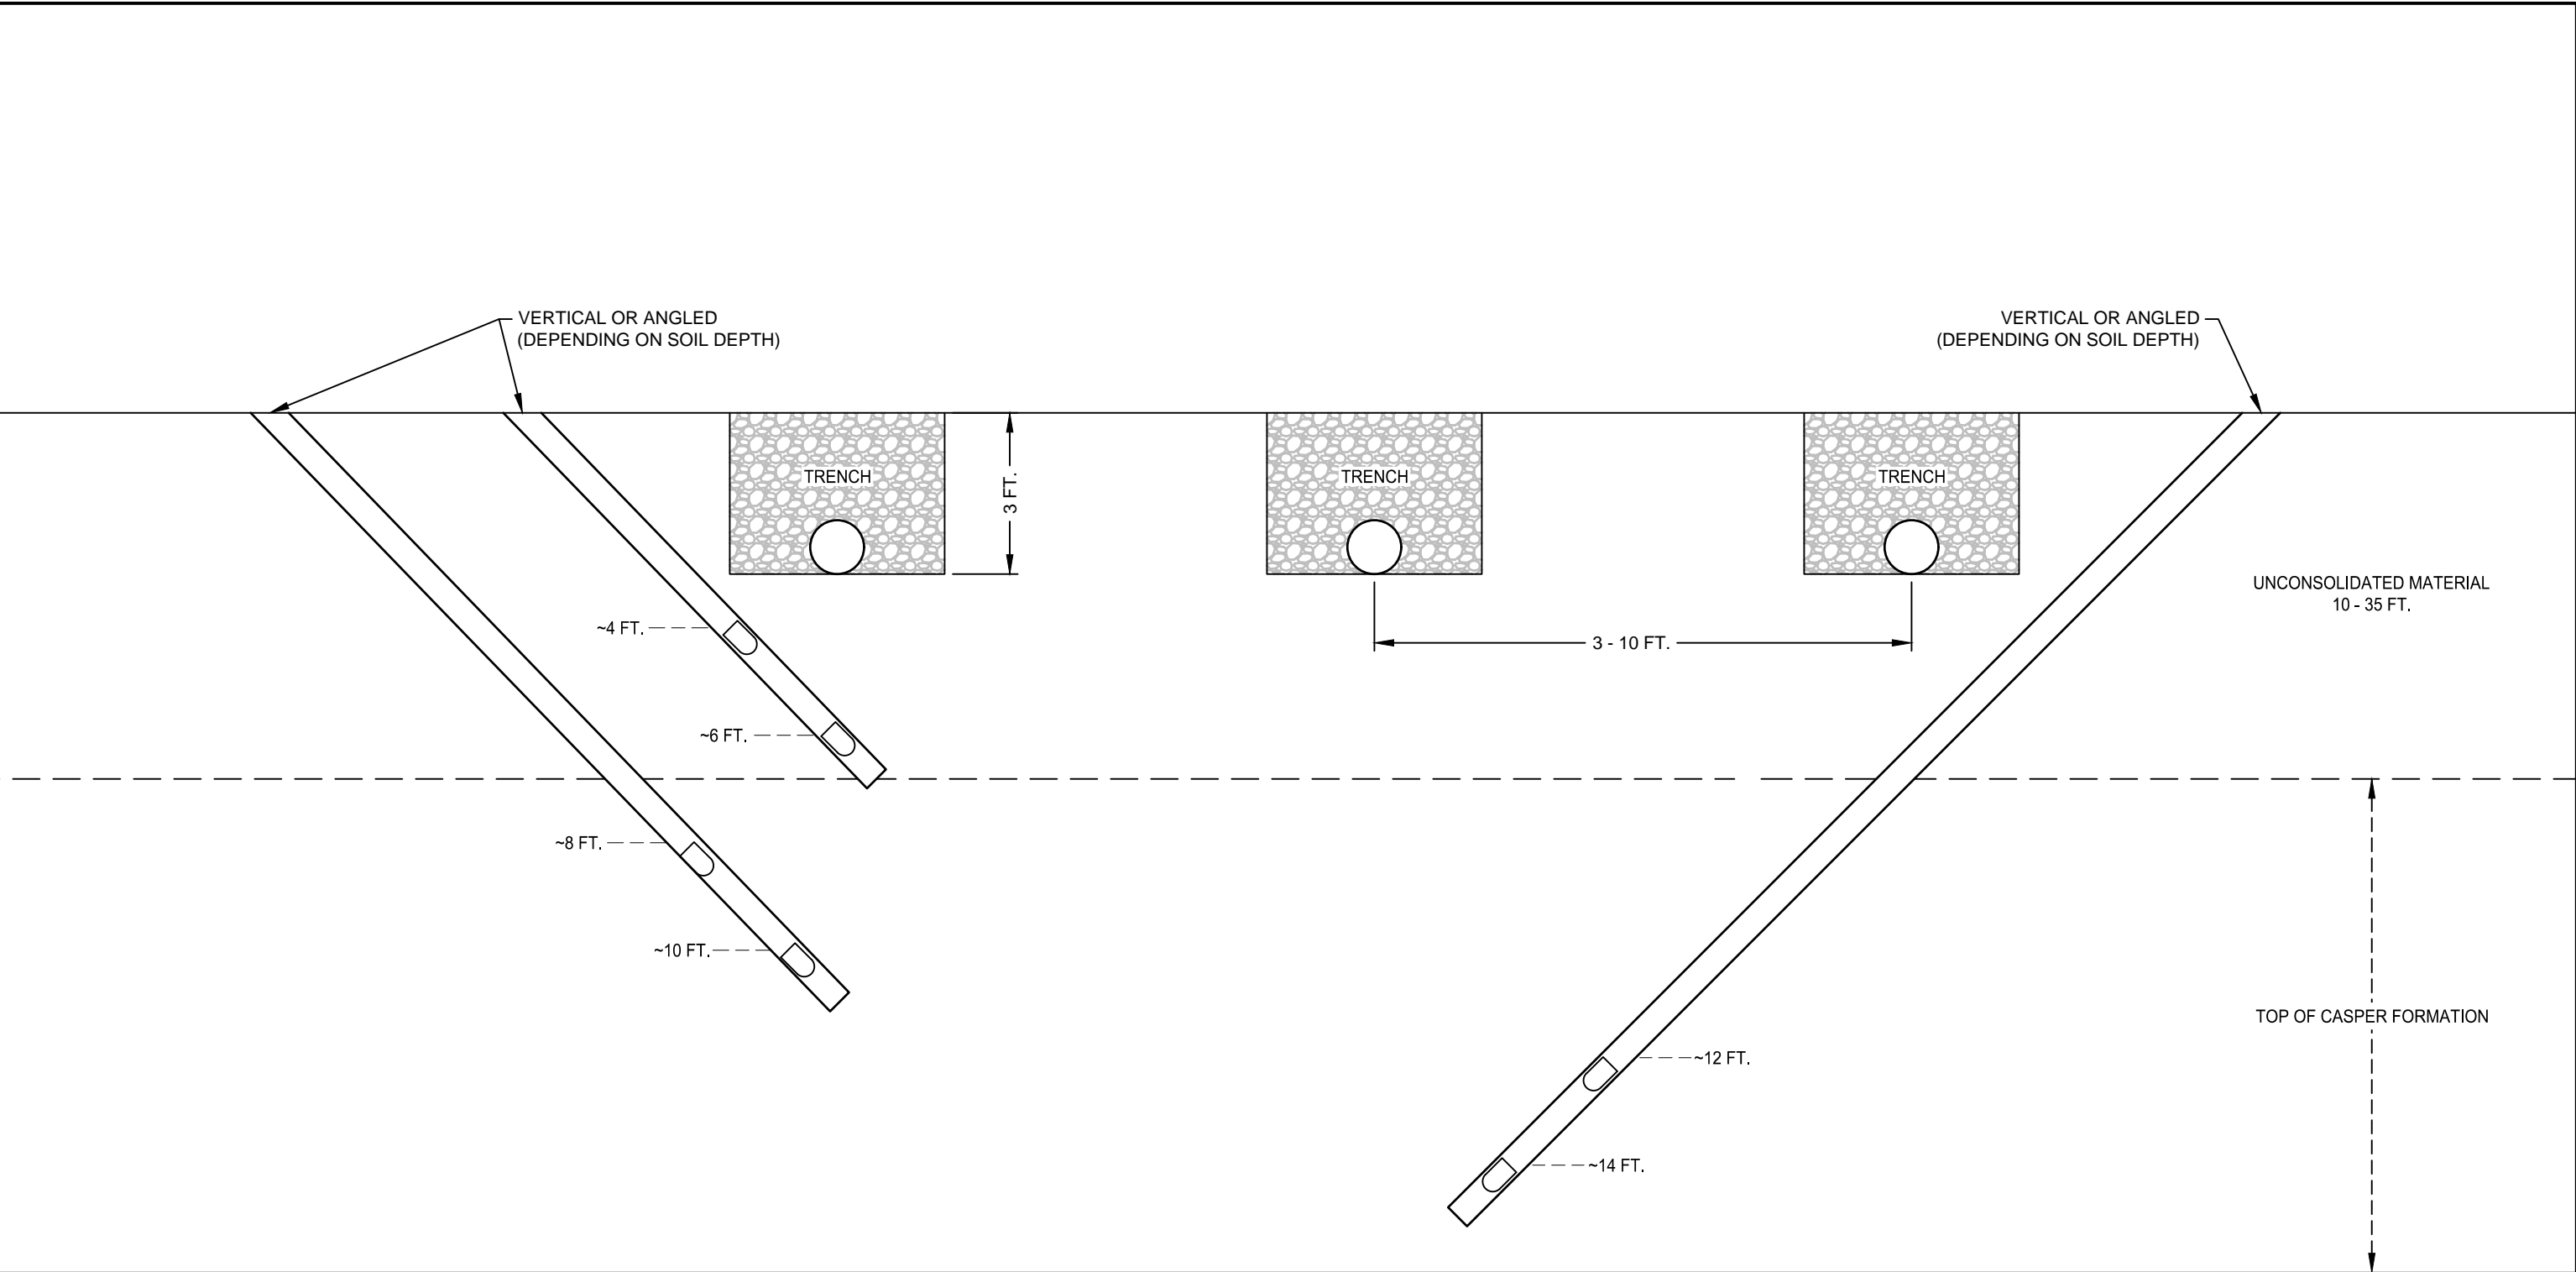 VERTICAL OR ANGLED
(DEPENDING ON SOIL DEPTH)
VERTICAL OR ANGLED
(DEPENDING ON SOIL DEPTH)
TRENCH
3 FT.
TRENCH
TRENCH
UNCONSOLIDATED MATERIAL
10 - 35 FT.
~4 FT.
3 - 10 FT.
~6 FT.
~8 FT.
~10 FT.
TOP OF CASPER FORMATION
~12 FT.
~14 FT.